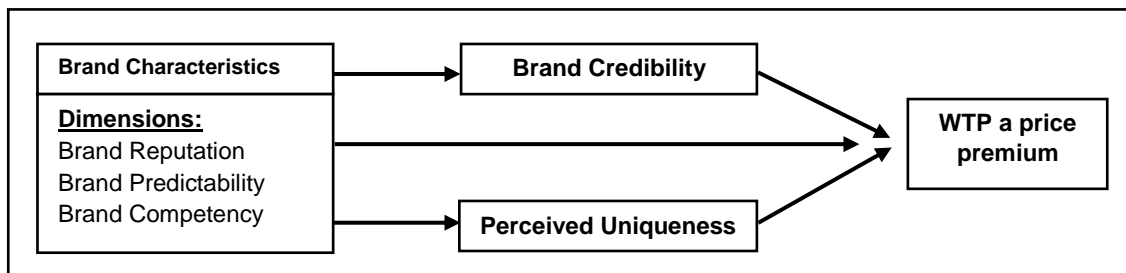 Brand Characteristics
Dimensions:
Brand Reputation
Brand Predictability
Brand Competency
Brand Credibility
Perceived Uniqueness
WTP a price
premium